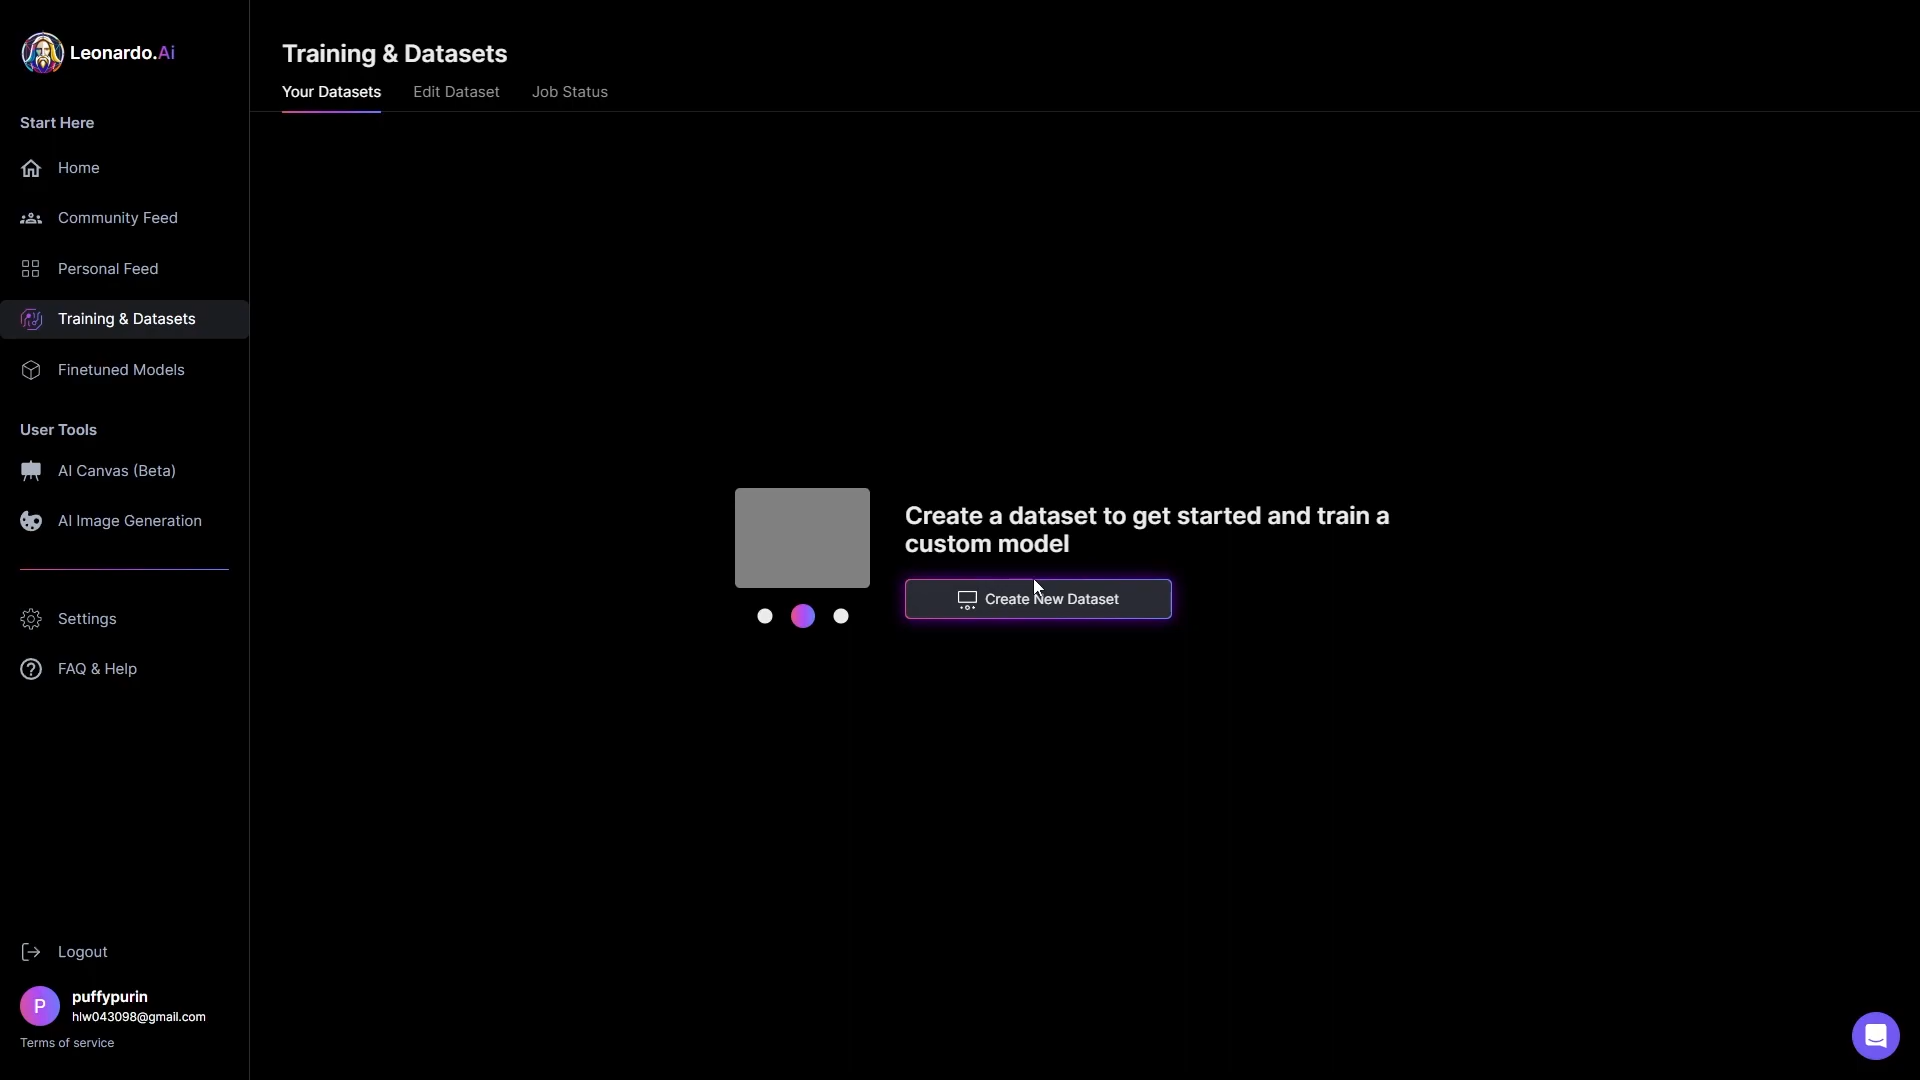 Leonardo.Ai
Start Here
Home
Community Feed
Personal Feed
Training & Datasets
Finetuned Models
User Tools
AI Canvas (Beta)
AI Image Generation
Settings
FAQ & Help
Logout
P
puffypurin
hlw043098@gmail.com
Terms of service
Training & Datasets
Your Datasets Edit Dataset Job Status
Create a dataset to get started and train a
custom model
Create New Dataset